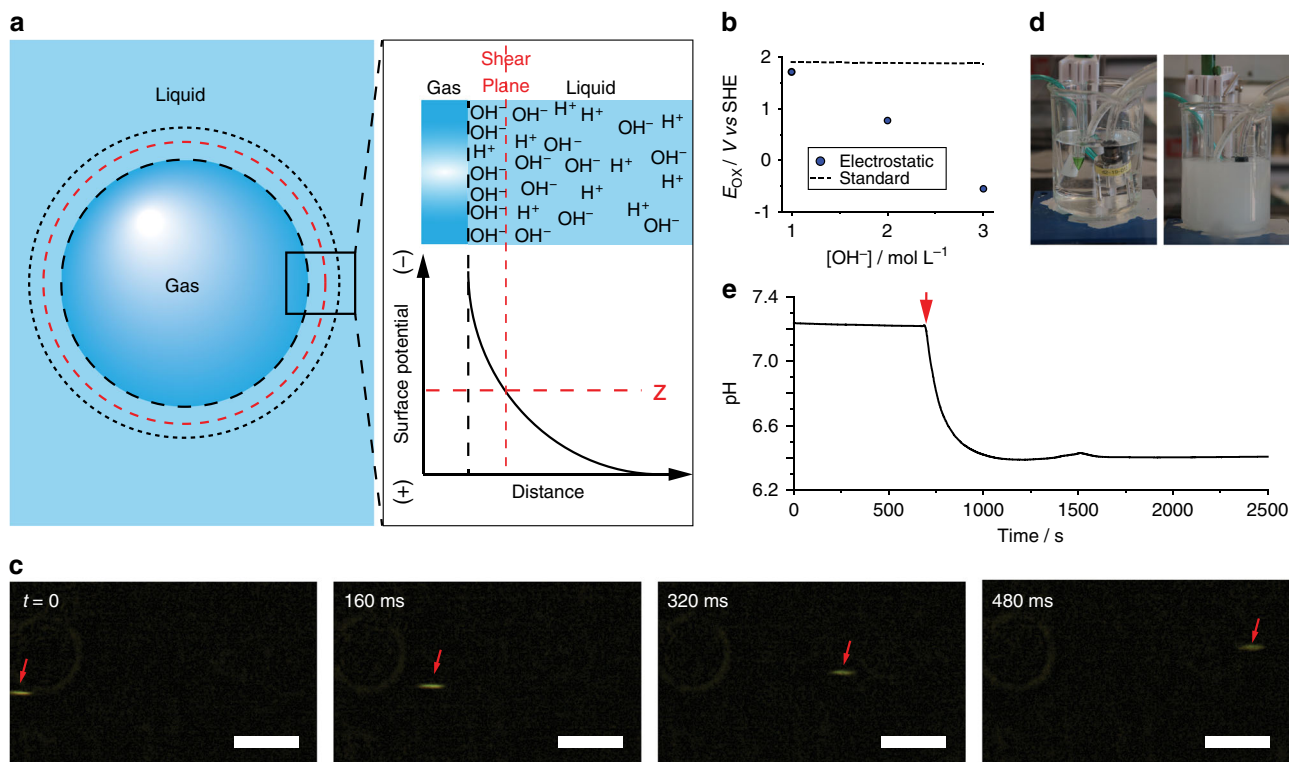 a
Liquid
Gas
Shear
Plane
Gas
Liquid
OH⁻ OH⁻ H⁺ H⁺ H⁺
OH⁻ OH⁻
H⁺ H⁺ OH⁻
OH⁻ OH⁻ OH⁻ H⁺ OH⁻
OH⁻ OH⁻ H⁺ H⁺
OH⁻ H⁺ OH⁻ H⁺ OH⁻
OH⁻ OH⁻
(−)
Surface potential
(+)
Z
Distance
b
2
1
0
-1
E_OX / V vs SHE
Electrostatic
Standard
1 2 3
[OH⁻] / mol L⁻¹
d
e
7.4
7.0
6.6
6.2
pH
0 500 1000 1500 2000 2500
Time / s
c
t = 0
160 ms
320 ms
480 ms